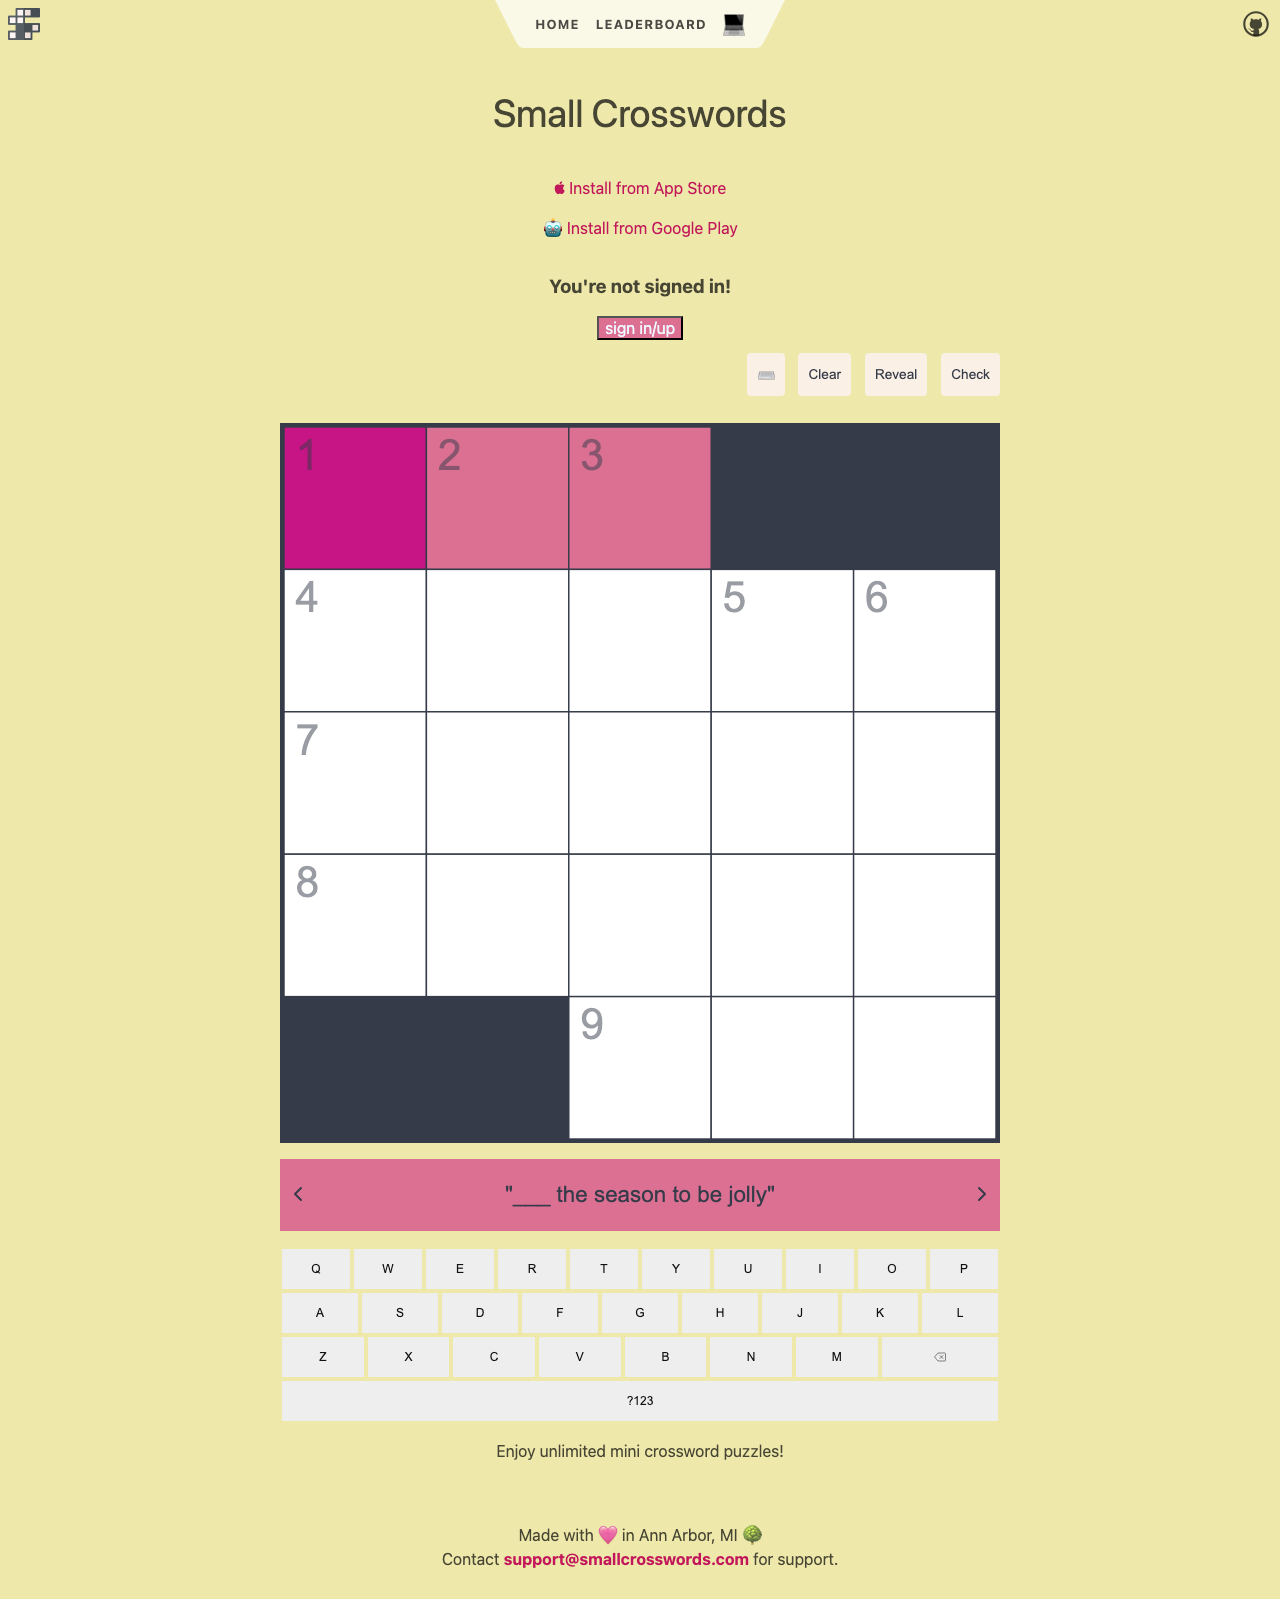 HOME LEADERBOARD
Small Crosswords
Install from App Store
Install from Google Play
You're not signed in!
sign in/up
Clear Reveal Check
1 2 3
4 5 6
7
8
9
"___ the season to be jolly"
Q W E R T Y U I O P
A S D F G H J K L
Z X C V B N M
?123
Enjoy unlimited mini crossword puzzles!
Made with 🩷 in Ann Arbor, MI 🌳
Contact support@smallcrosswords.com for support.